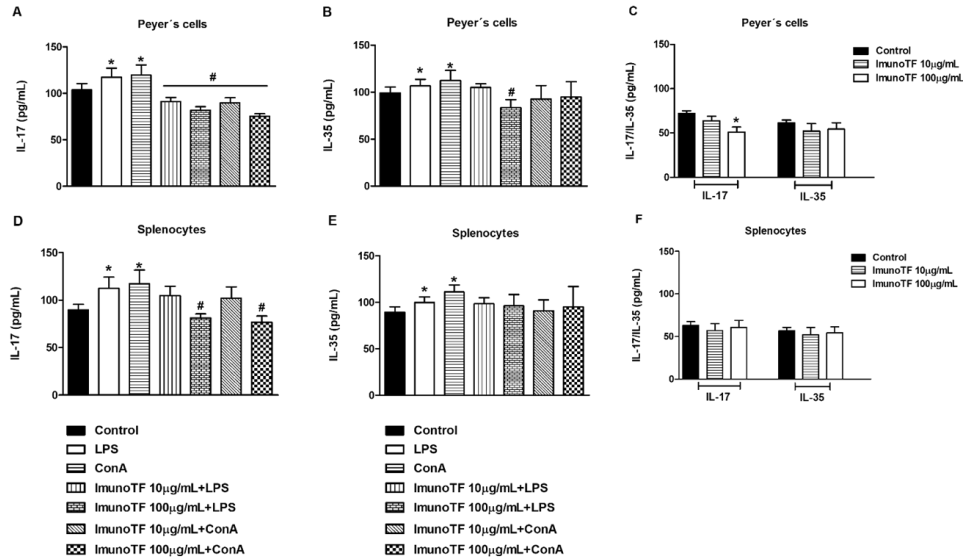 A
Peyer´s cells
IL-17 (pg/mL)
150
100
50
0
*
*
#
B
Peyer´s cells
IL-35 (pg/mL)
150
100
50
0
*
*
#
C
Peyer´s cells
IL-17/IL-35 (pg/mL)
150
100
50
0
*
IL-17
IL-35
Control
ImunoTF 10µg/mL
ImunoTF 100µg/mL
D
Splenocytes
IL-17 (pg/mL)
150
100
50
0
*
*
#
#
E
Splenocytes
IL-35 (pg/mL)
150
100
50
0
*
*
F
Splenocytes
IL-17/IL-35 (pg/mL)
150
100
50
0
IL-17
IL-35
Control
ImunoTF 10µg/mL
ImunoTF 100µg/mL
Control
LPS
ConA
ImunoTF 10µg/mL+LPS
ImunoTF 100µg/mL+LPS
ImunoTF 10µg/mL+ConA
ImunoTF 100µg/mL+ConA
Control
LPS
ConA
ImunoTF 10µg/mL+LPS
ImunoTF 100µg/mL+LPS
ImunoTF 10µg/mL+ConA
ImunoTF 100µg/mL+ConA